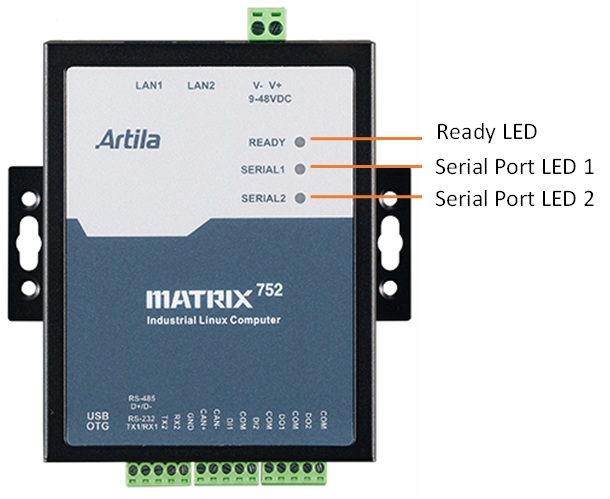 LAN1 LAN2 V- V+
9-48VDC
Artila
READY
SERIAL1
SERIAL2
Ready LED
Serial Port LED 1
Serial Port LED 2
MATRIX 752
Industrial Linux Computer
USB
OTG
RS-485
D+/D-
RS-232
TX1/RX1
TX2
RX2
GND
CAN+
CAN-
DI1
COM
DI2
COM
DO1
COM
DO2
COM